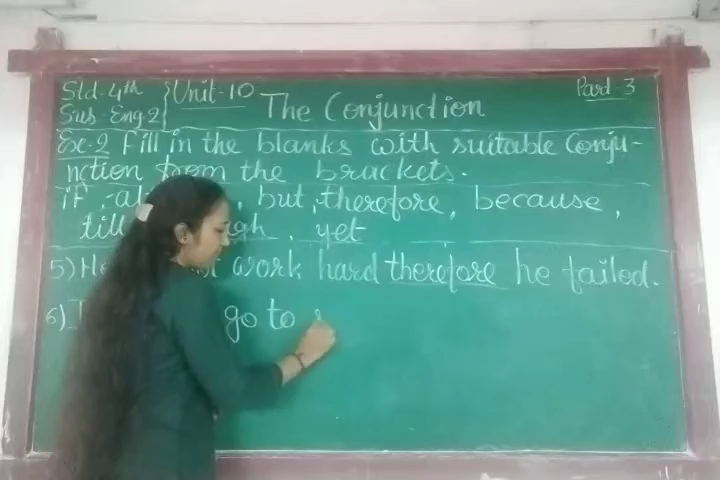 Std-4th Unit-10 The Conjunction Part-3
Sub-Eng.2
Ex-2 Fill in the blanks with suitable Conju-
nction from the brackets.
if, but, therefore, because,
till, yet
5) He work hard therefore he failed.
6) I go to